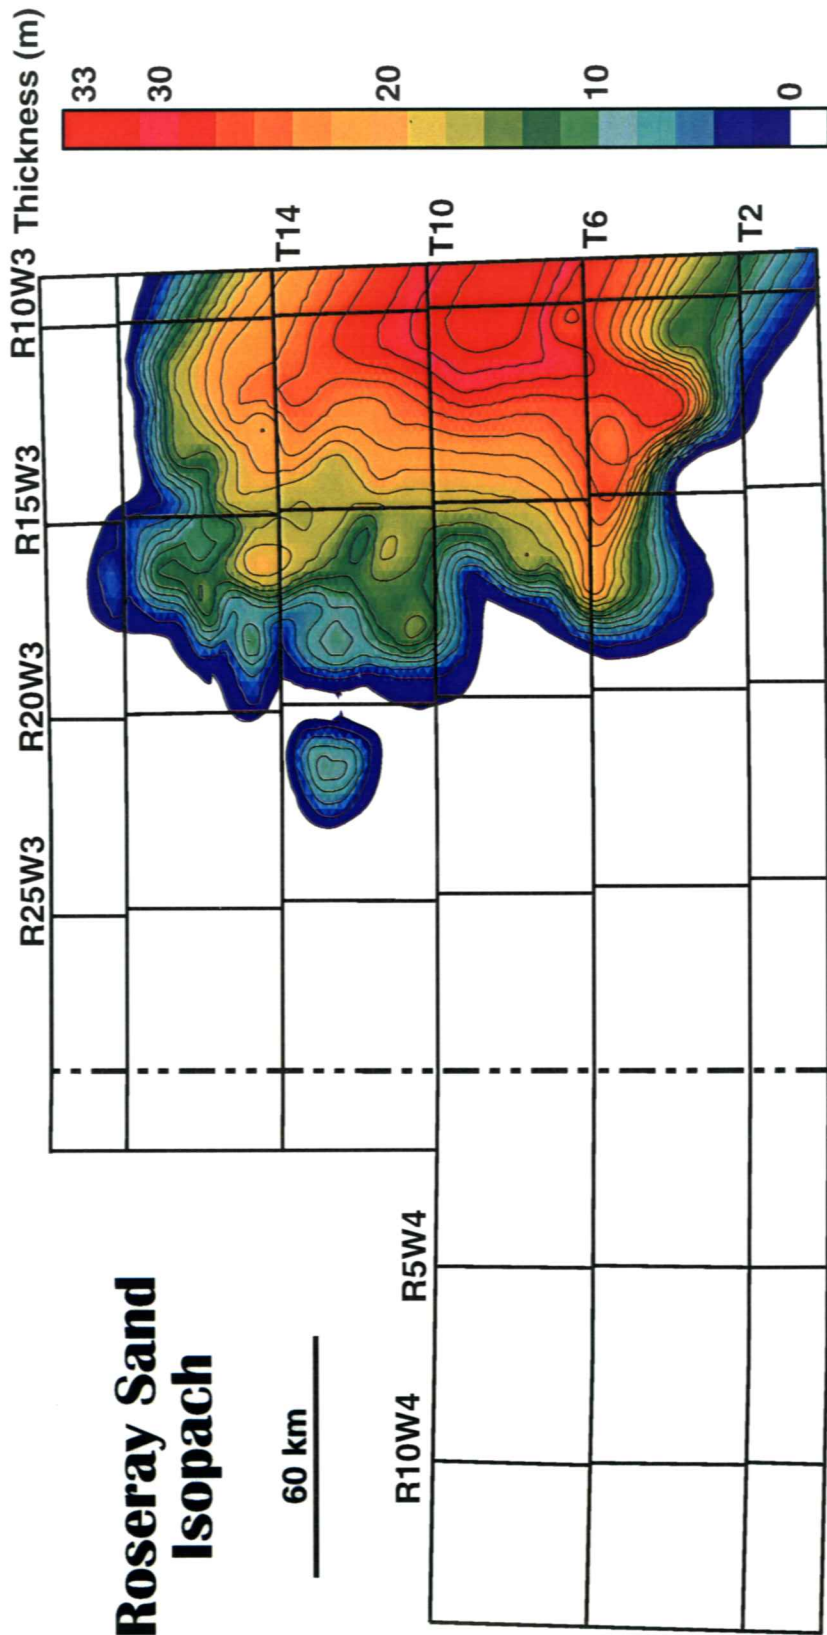 Roseray Sand
Isopach
60 km
R10W4
R5W4
R25W3
R20W3
R15W3
R10W3
Thickness (m)
33
30
20
10
0
T14
T10
T6
T2